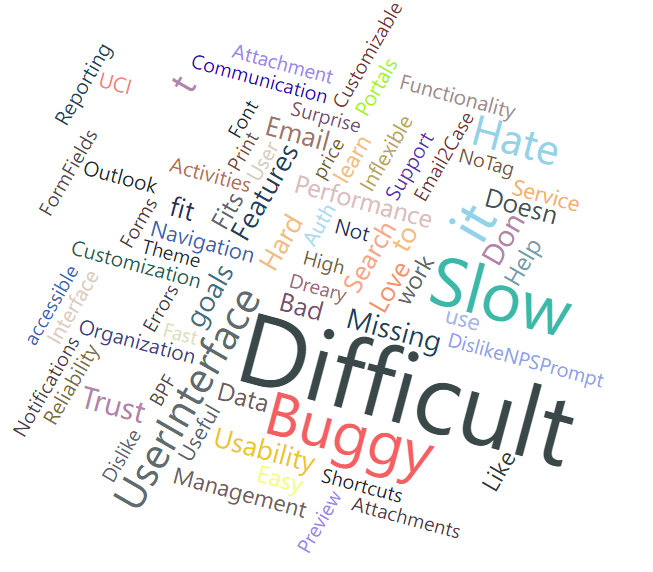 Customizable
Attachment
Communication
Portals
Functionality
Reporting
UCI
t
Font
Surprise
Email
price
learn
Inflexible
Support
Email2Case
Hate
NoTag
Service
Print
User
Features
FormFields
Outlook
Activities
Performance
Doesn
it
Don
Help
Forms
fit
Fits
Hard
Auth
Not
Search
to
Navigation
Theme
Customization
High
Love
work
Slow
accessible
Interface
Errors
goals
Dreary
Bad
Missing
use
DislikeNPSPrompt
Notifications
Reliability
Organization
Fast
UserInterface
Difficult
Trust
BPF
Data
Buggy
Dislike
Useful
Usability
Easy
Like
Management
Shortcuts
Preview
Attachments